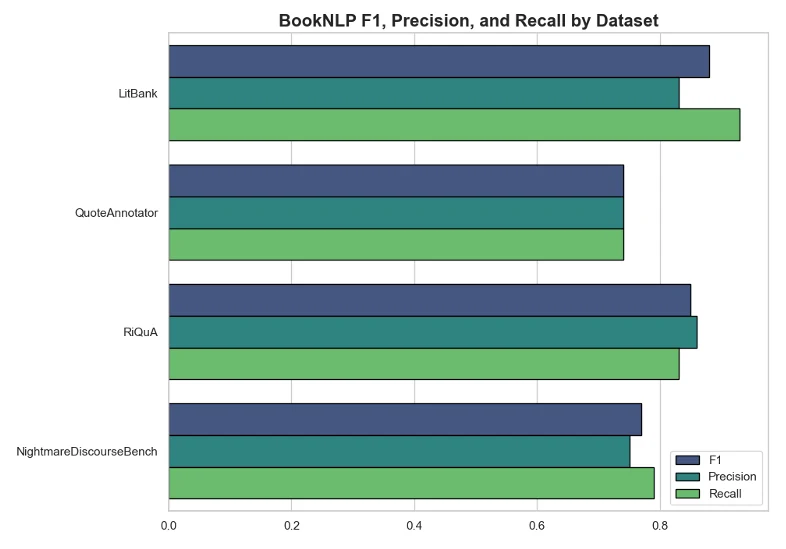 BookNLP F1, Precision, and Recall by Dataset
LitBank
QuoteAnnotator
RiQuA
NightmareDiscourseBench
F1
Precision
Recall
0.0 0.2 0.4 0.6 0.8